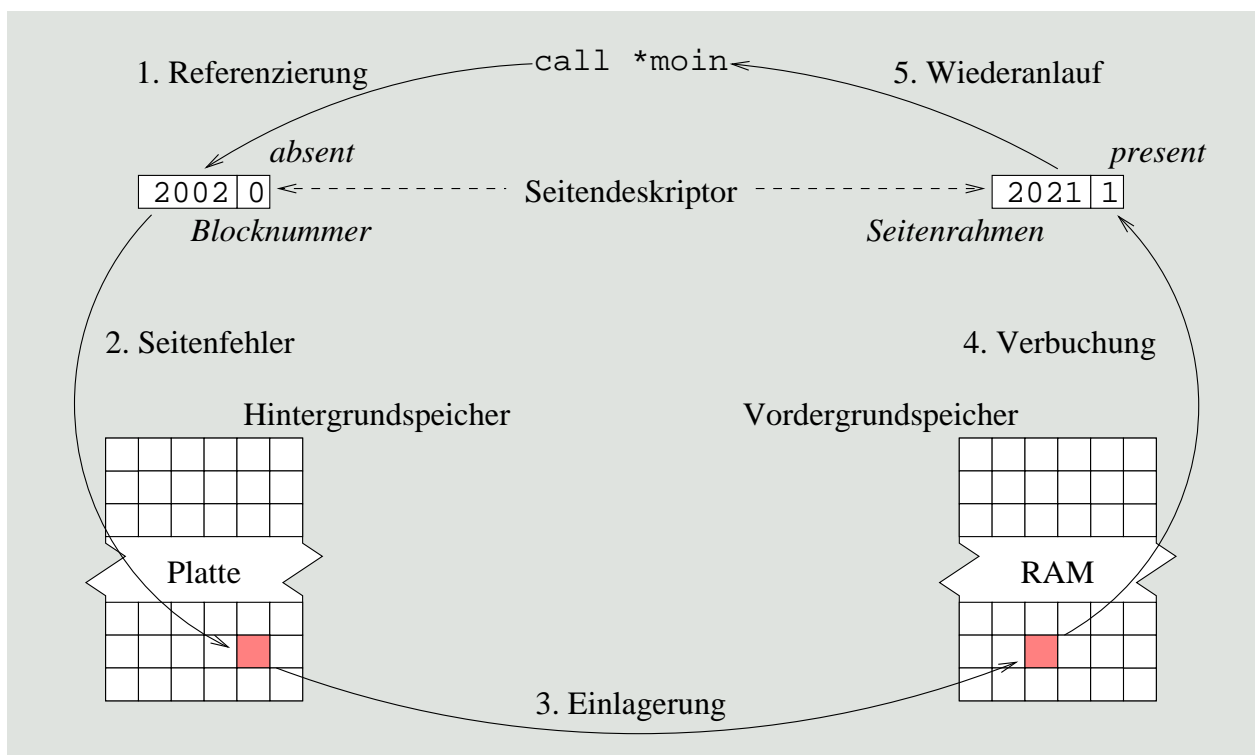 call *moin
1. Referenzierung
5. Wiederanlauf
absent
present
2002 0
Seitendeskriptor
2021 1
Blocknummer
Seitenrahmen
2. Seitenfehler
4. Verbuchung
Hintergrundspeicher
Vordergrundspeicher
Platte
RAM
3. Einlagerung